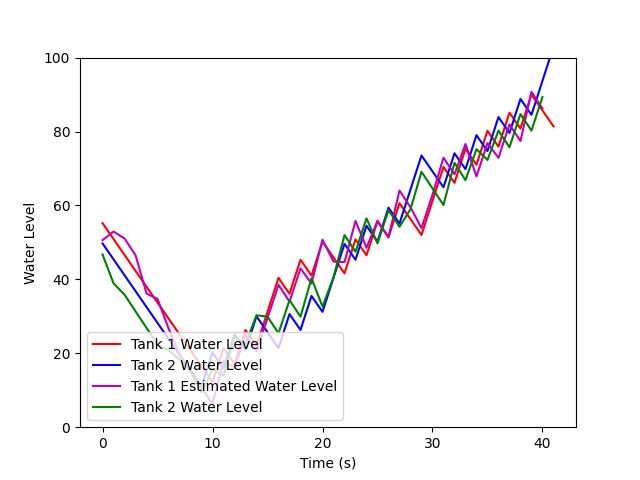 100
80
60
40
20
0
Water Level
Tank 1 Water Level
Tank 2 Water Level
Tank 1 Estimated Water Level
Tank 2 Water Level
0 10 20 30 40
Time (s)